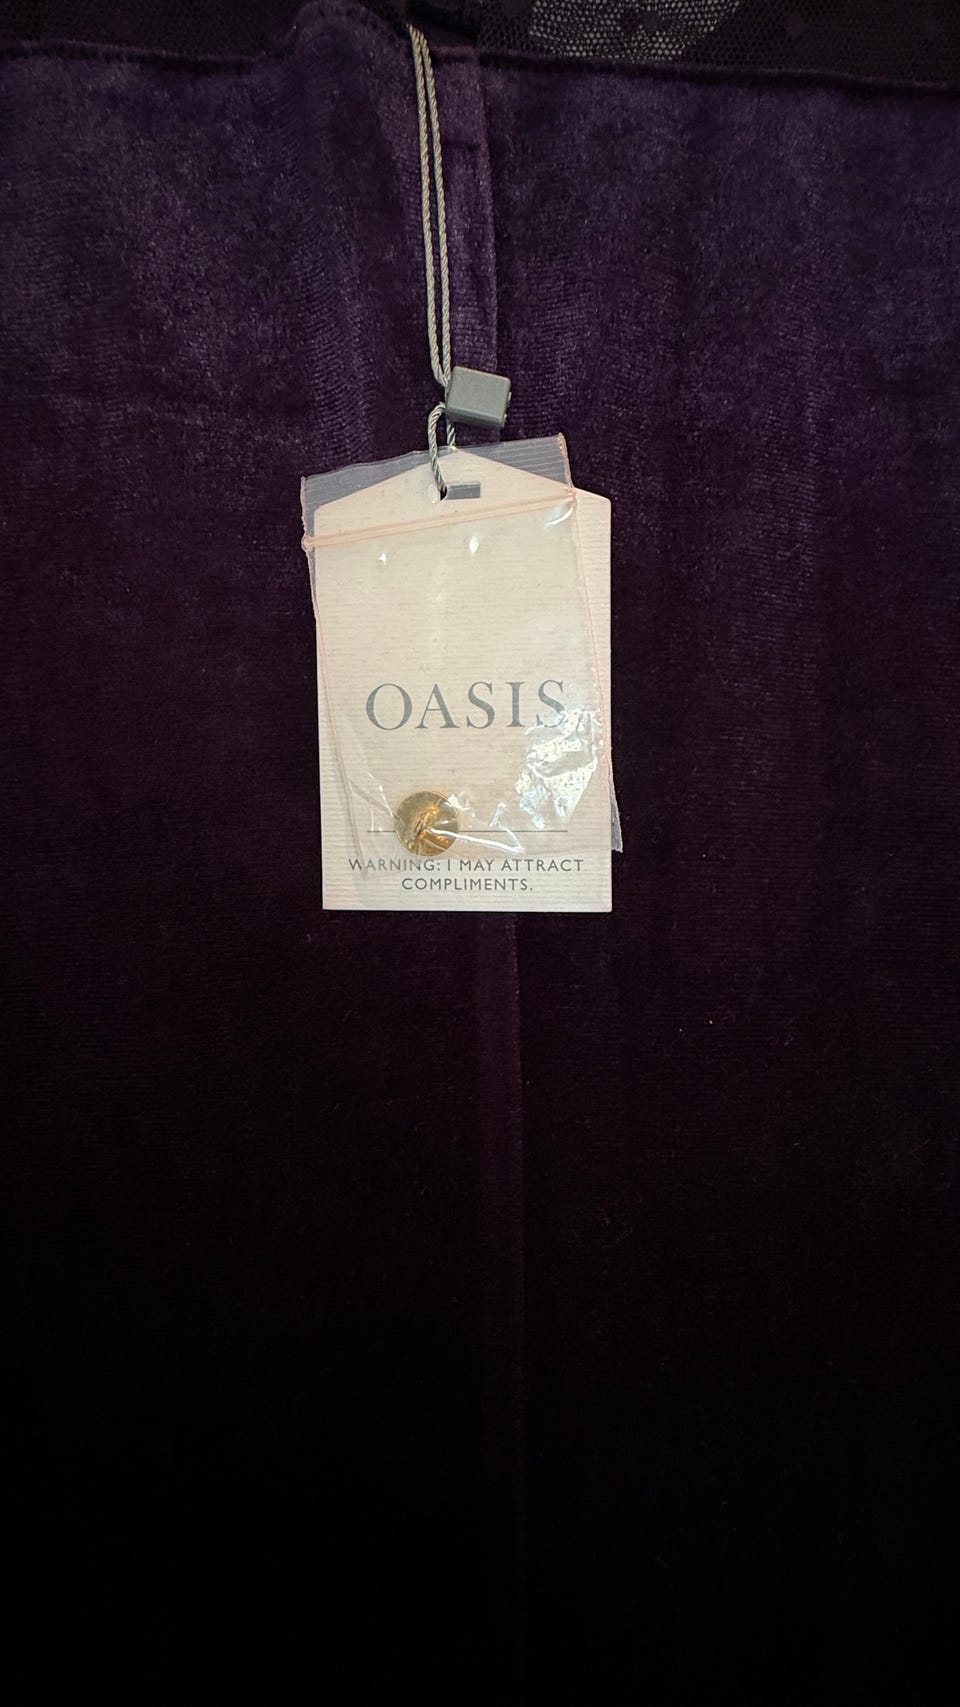 OASIS
WARNING: I MAY ATTRACT
COMPLIMENTS.